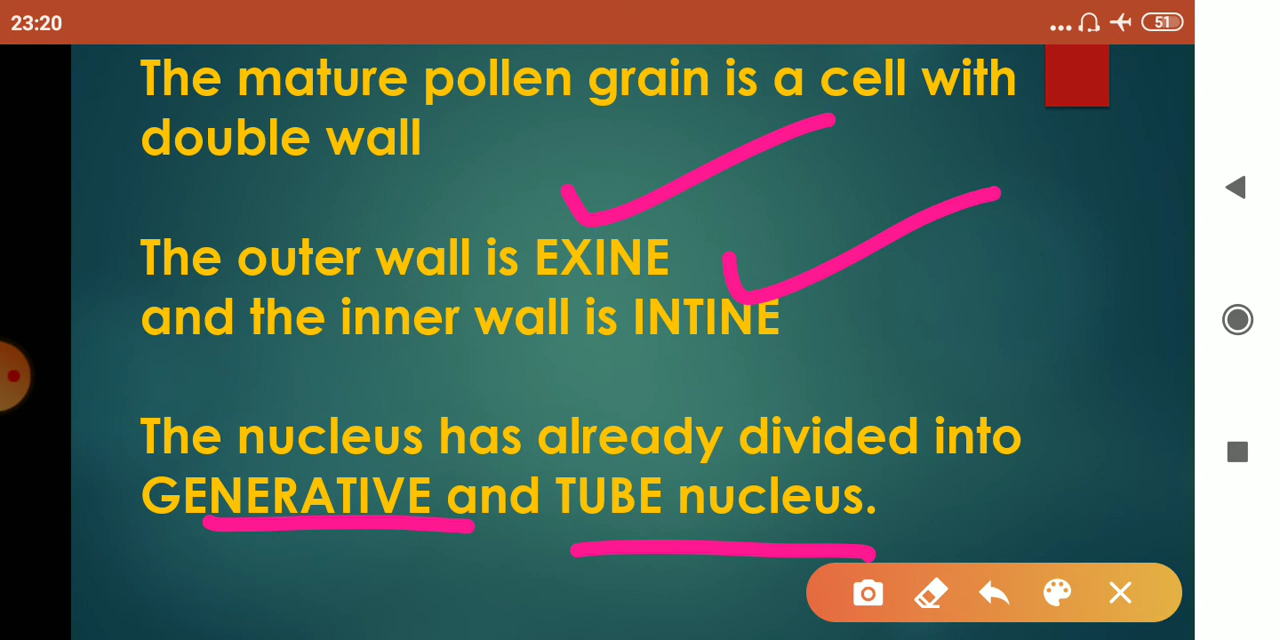 23:20
51
The mature pollen grain is a cell with
double wall
The outer wall is EXINE
and the inner wall is INTINE
The nucleus has already divided into
GENERATIVE and TUBE nucleus.